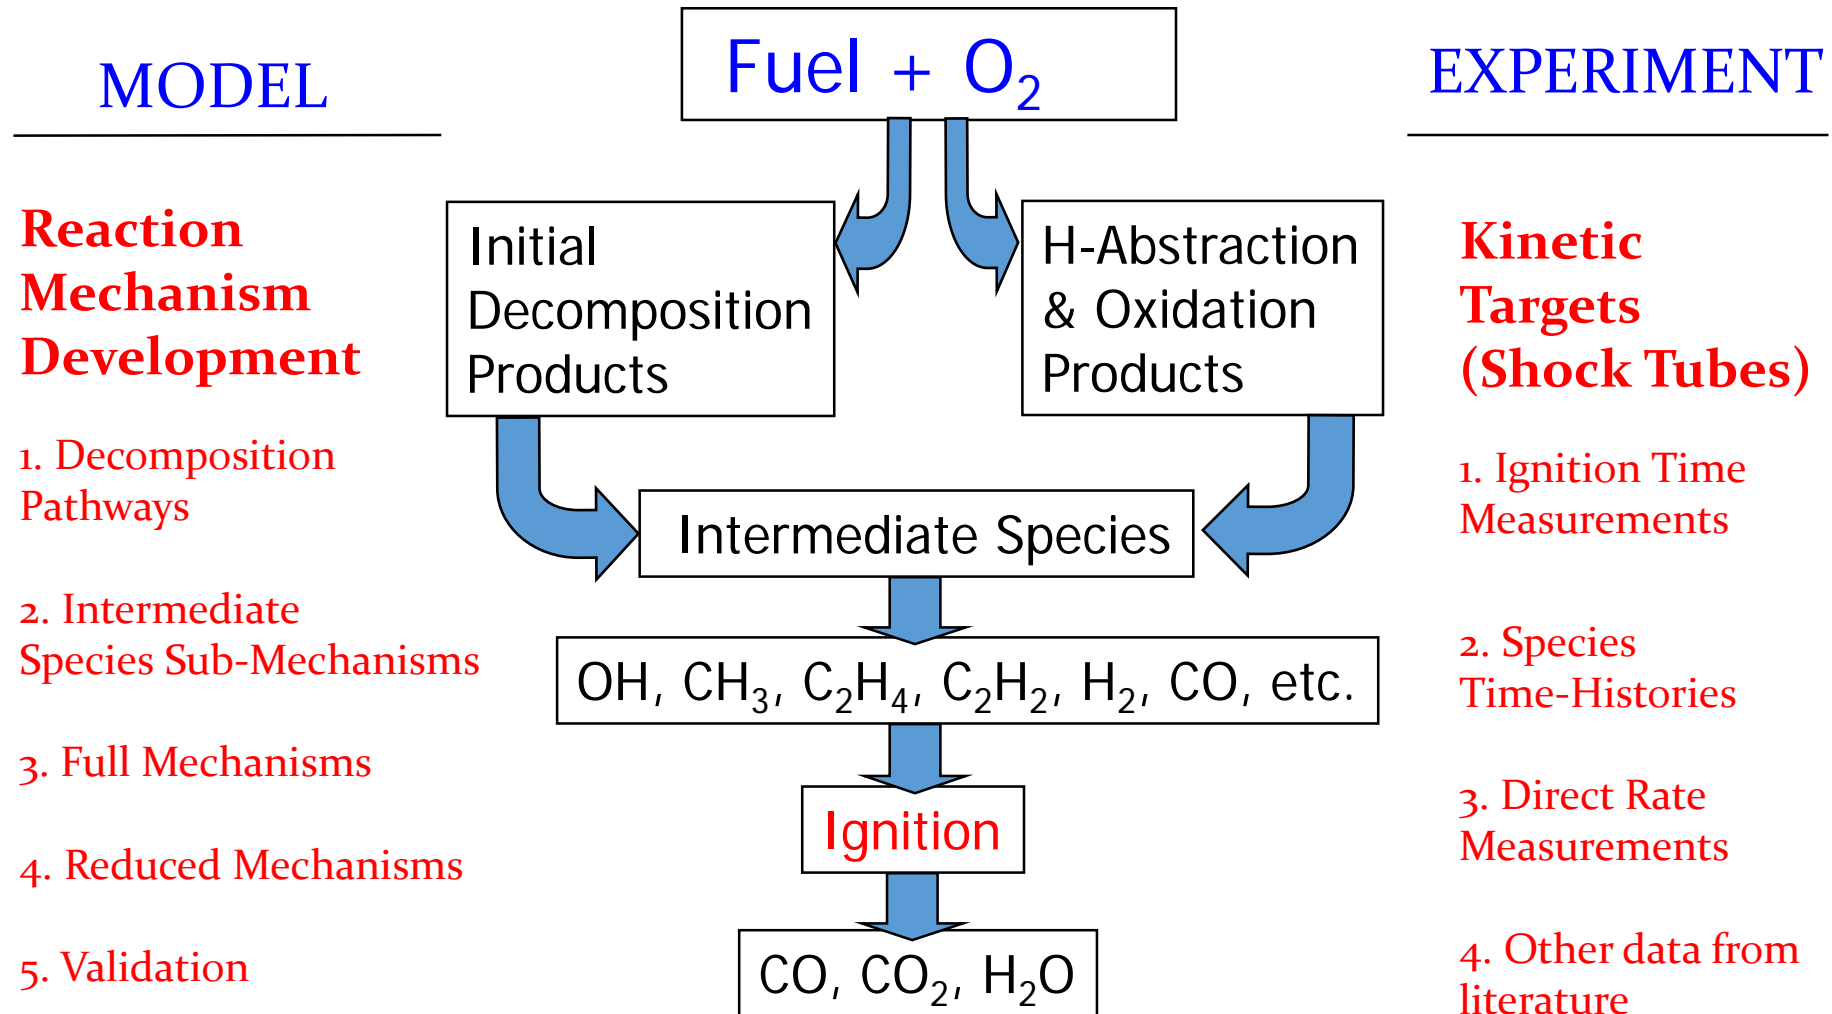 MODEL
Reaction
Mechanism
Development
1. Decomposition
Pathways
2. Intermediate
Species Sub-Mechanisms
3. Full Mechanisms
4. Reduced Mechanisms
5. Validation
Fuel + O₂
Initial
Decomposition
Products
H-Abstraction
& Oxidation
Products
Intermediate Species
OH, CH₃, C₂H₄, C₂H₂, H₂, CO, etc.
Ignition
CO, CO₂, H₂O
EXPERIMENT
Kinetic
Targets
(Shock Tubes)
1. Ignition Time
Measurements
2. Species
Time-Histories
3. Direct Rate
Measurements
4. Other data from
literature